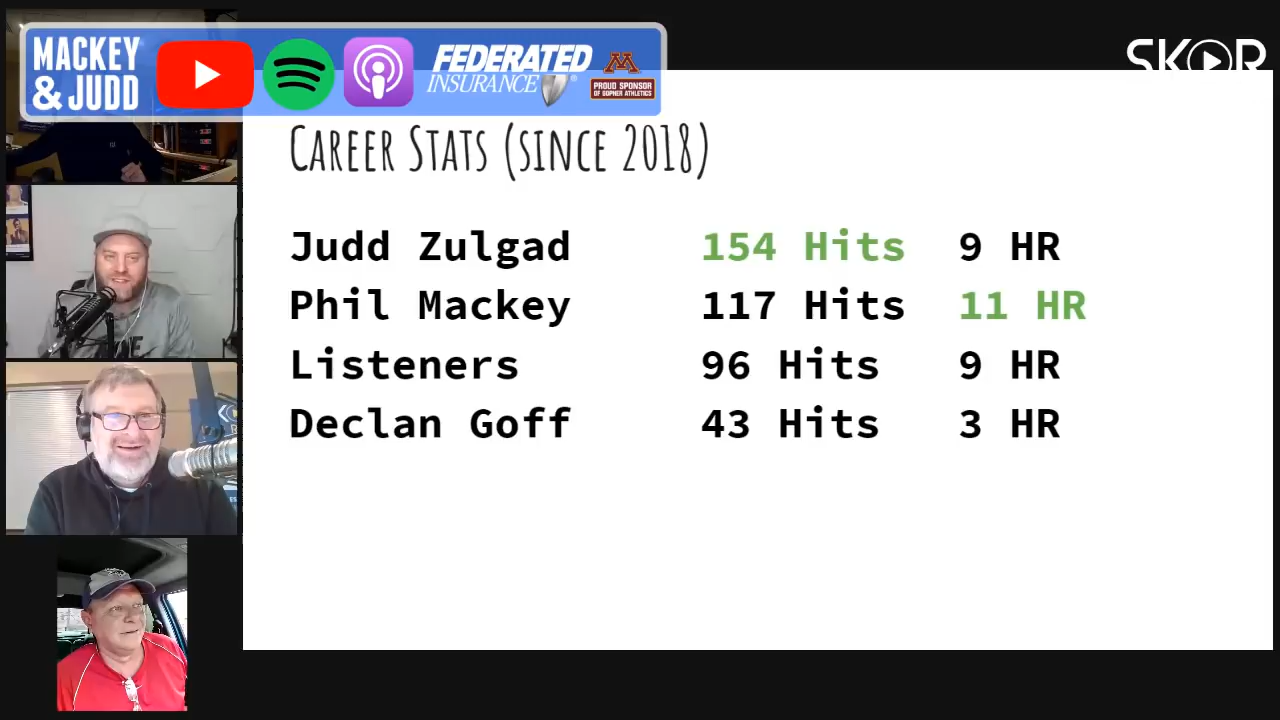 MACKEY
& JUDD
FEDERATED
INSURANCE
M
PROUD SPONSOR
OF GOPHER ATHLETICS
SKOR
CAREER STATS (SINCE 2018)
Judd Zulgad 154 Hits 9 HR
Phil Mackey 117 Hits 11 HR
Listeners 96 Hits 9 HR
Declan Goff 43 Hits 3 HR